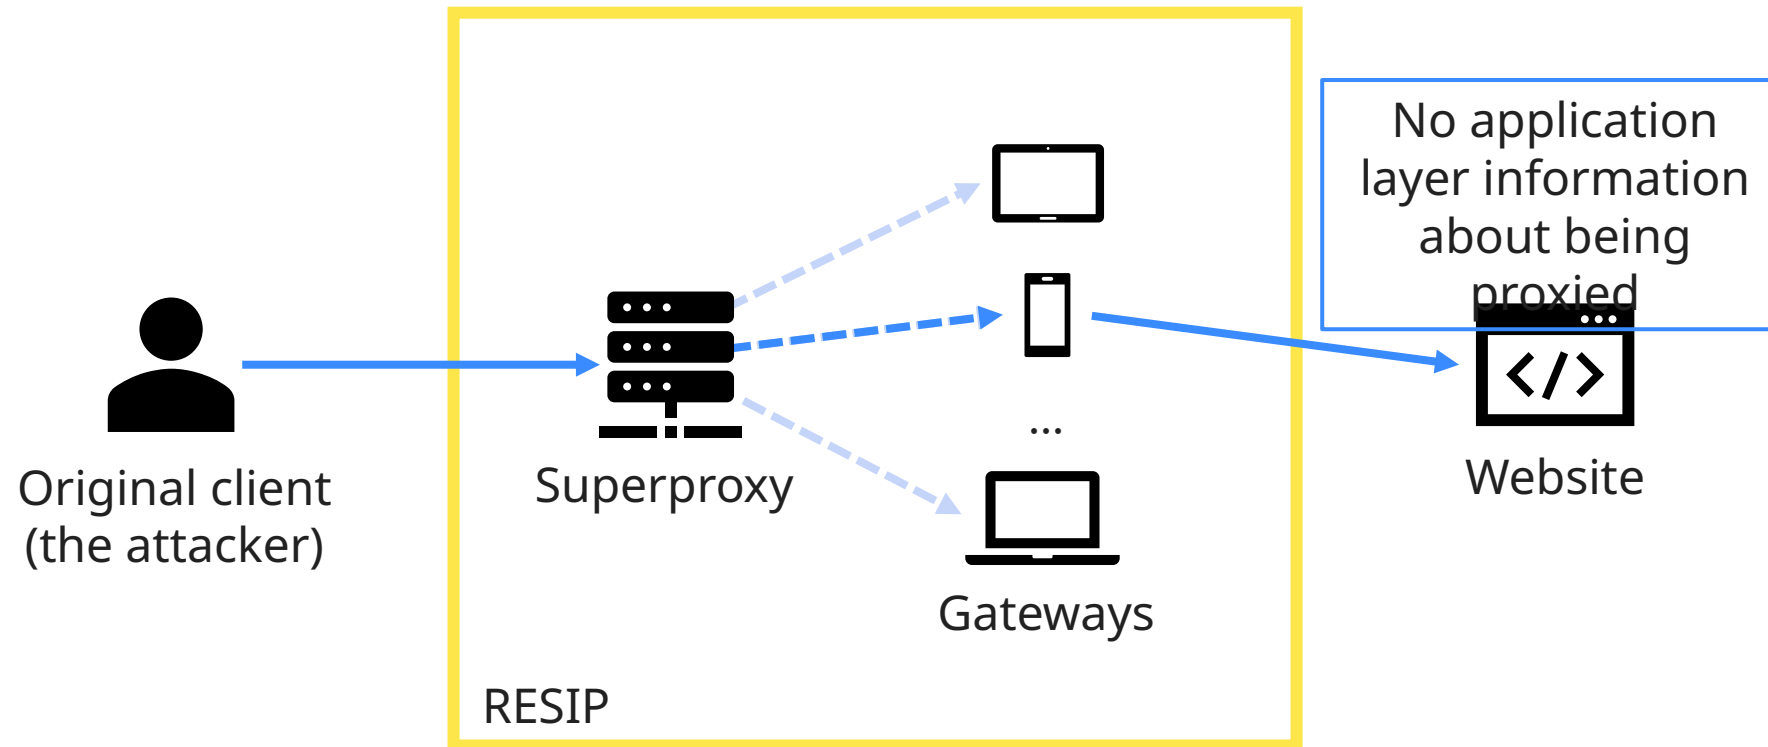 No application
layer information
about being
proxied
...
Original client
(the attacker)
Superproxy
Website
Gateways
RESIP